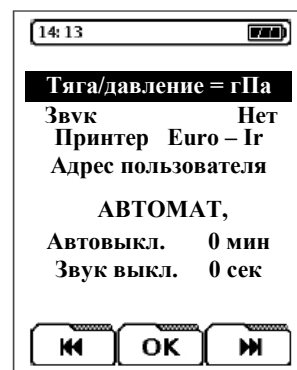 14:13
Тяга/давление = гПа
Звук Нет
Принтер Euro – Ir
Адрес пользователя
АВТОМАТ,
Автовыкл. 0 мин
Звук выкл. 0 сек
OK